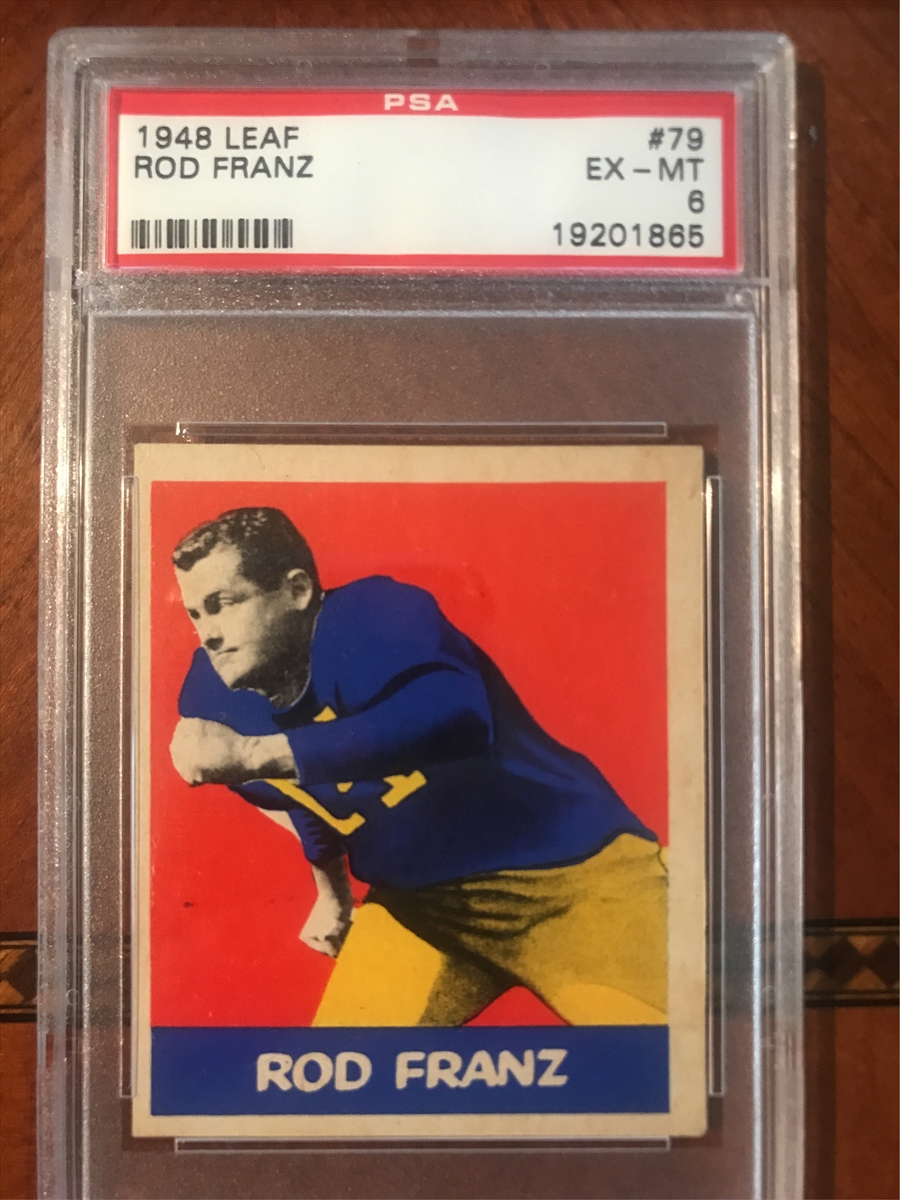 PSA
1948 LEAF #79
ROD FRANZ EX-MT
6
19201865
ROD FRANZ